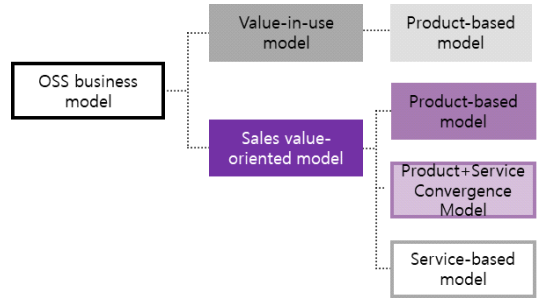 OSS business
model
Value-in-use
model
Product-based
model
Sales value-
oriented model
Product-based
model
Product+Service
Convergence
Model
Service-based
model